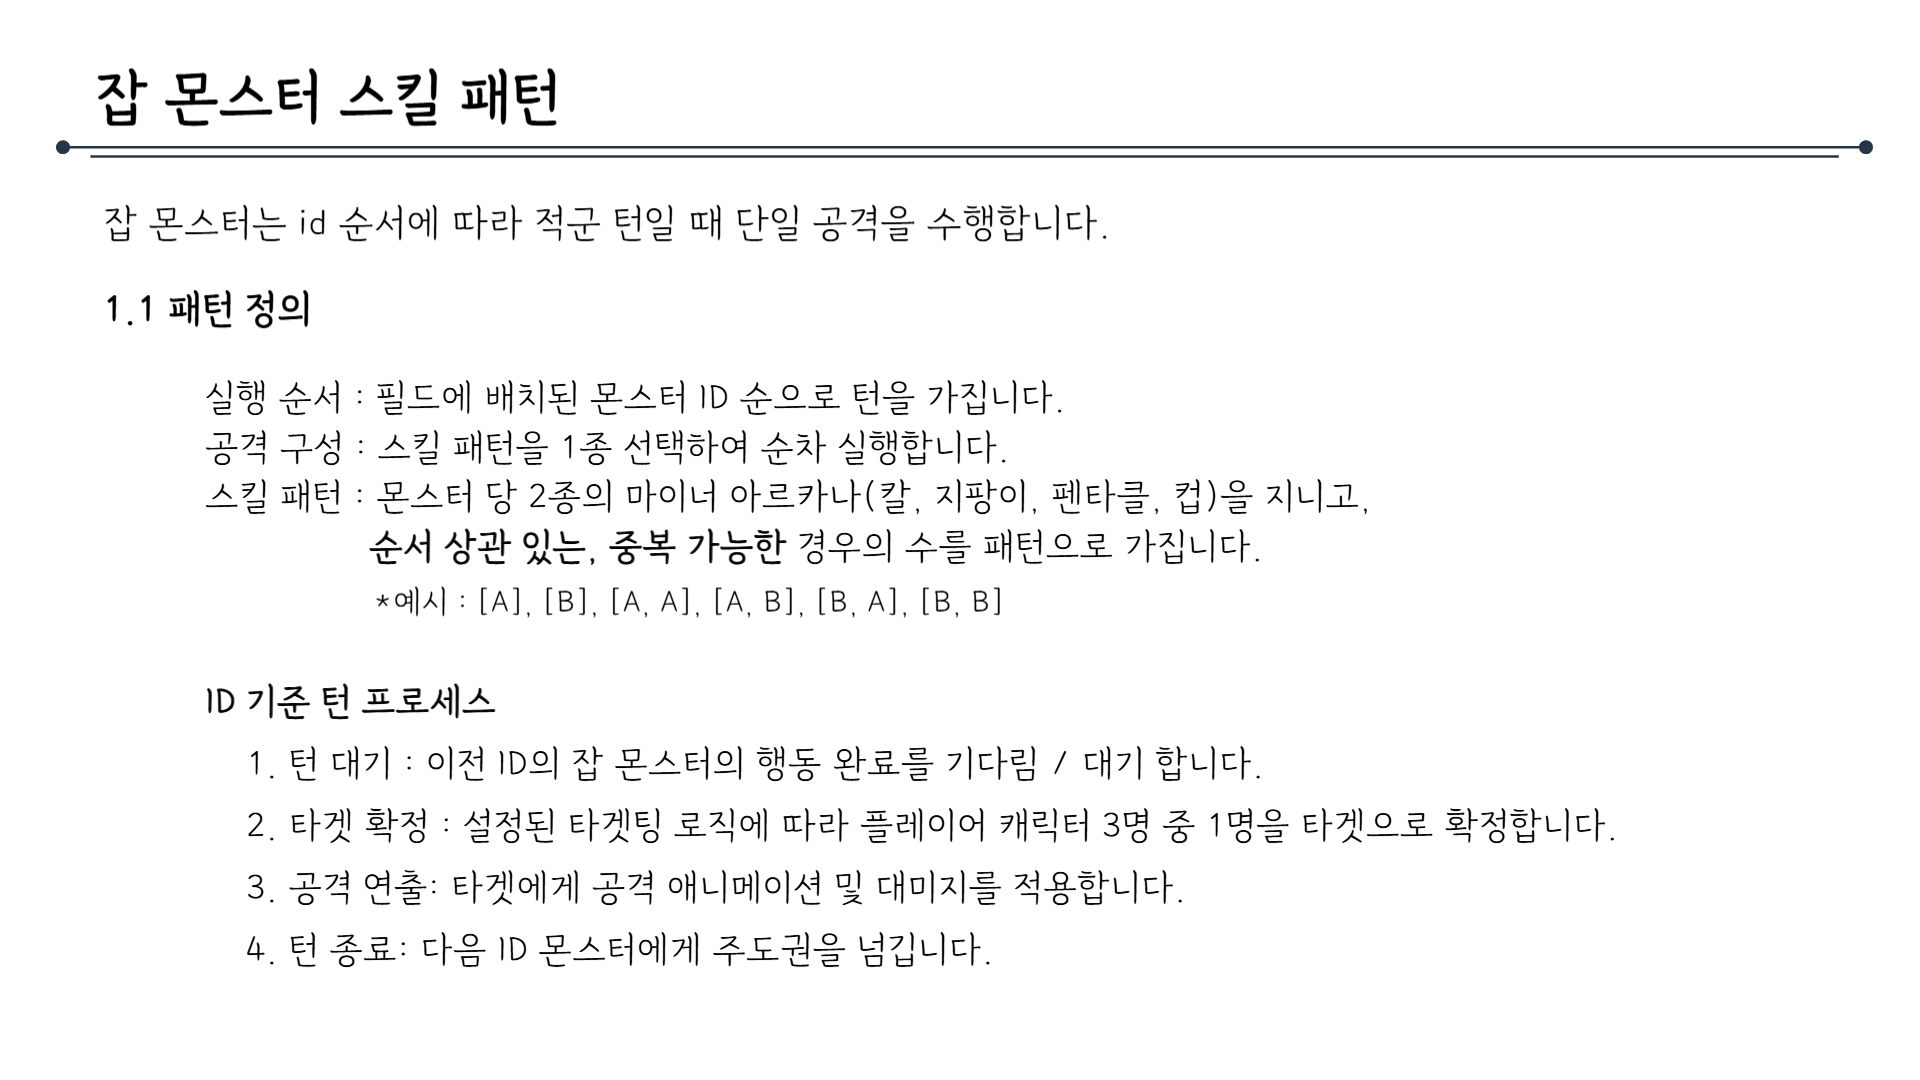 잡 몬스터 스킬 패턴
잡 몬스터는 id 순서에 따라 적군 턴일 때 단일 공격을 수행합니다.
1.1 패턴 정의
실행 순서 : 필드에 배치된 몬스터 ID 순으로 턴을 가집니다.
공격 구성 : 스킬 패턴을 1종 선택하여 순차 실행합니다.
스킬 패턴 : 몬스터 당 2종의 마이너 아르카나(칼, 지팡이, 펜타클, 컵)을 지니고,
순서 상관 있는, 중복 가능한 경우의 수를 패턴으로 가집니다.
*예시 : [A], [B], [A, A], [A, B], [B, A], [B, B]
ID 기준 턴 프로세스
1. 턴 대기 : 이전 ID의 잡 몬스터의 행동 완료를 기다림 / 대기 합니다.
2. 타겟 확정 : 설정된 타겟팅 로직에 따라 플레이어 캐릭터 3명 중 1명을 타겟으로 확정합니다.
3. 공격 연출: 타겟에게 공격 애니메이션 및 대미지를 적용합니다.
4. 턴 종료: 다음 ID 몬스터에게 주도권을 넘깁니다.